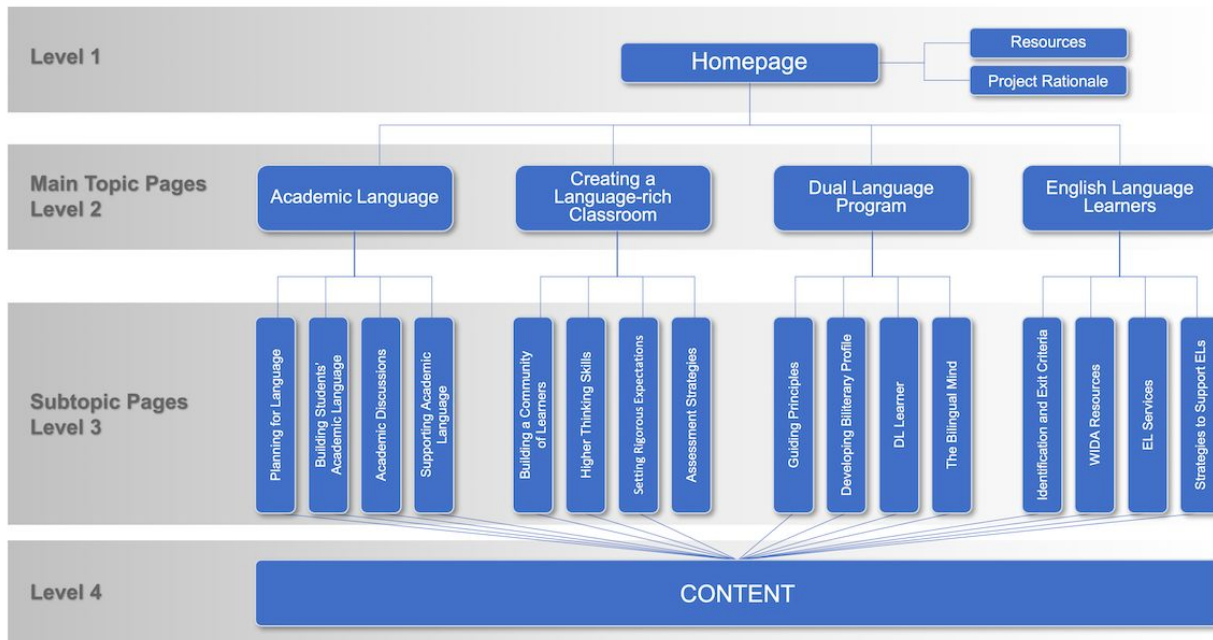 Level 1
Homepage
Resources
Project Rationale
Main Topic Pages
Level 2
Academic Language
Creating a
Language-rich
Classroom
Dual Language
Program
English Language
Learners
Subtopic Pages
Level 3
Planning for Language
Building Students'
Academic Language
Academic Discussions
Supporting Academic
Language
Building a Community
of Learners
Higher Thinking Skills
Setting Rigorous Expectations
Assessment Strategies
Guiding Principles
Developing Biliterary Profile
DL Learner
The Bilingual Mind
Identification and Exit Criteria
WIDA Resources
EL Services
Strategies to Support ELs
Level 4
CONTENT